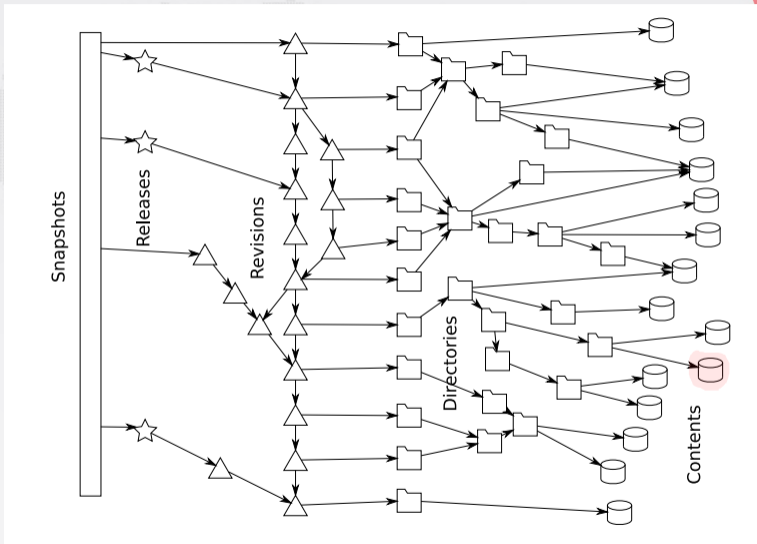 Snapshots
Releases
Revisions
Directories
Contents